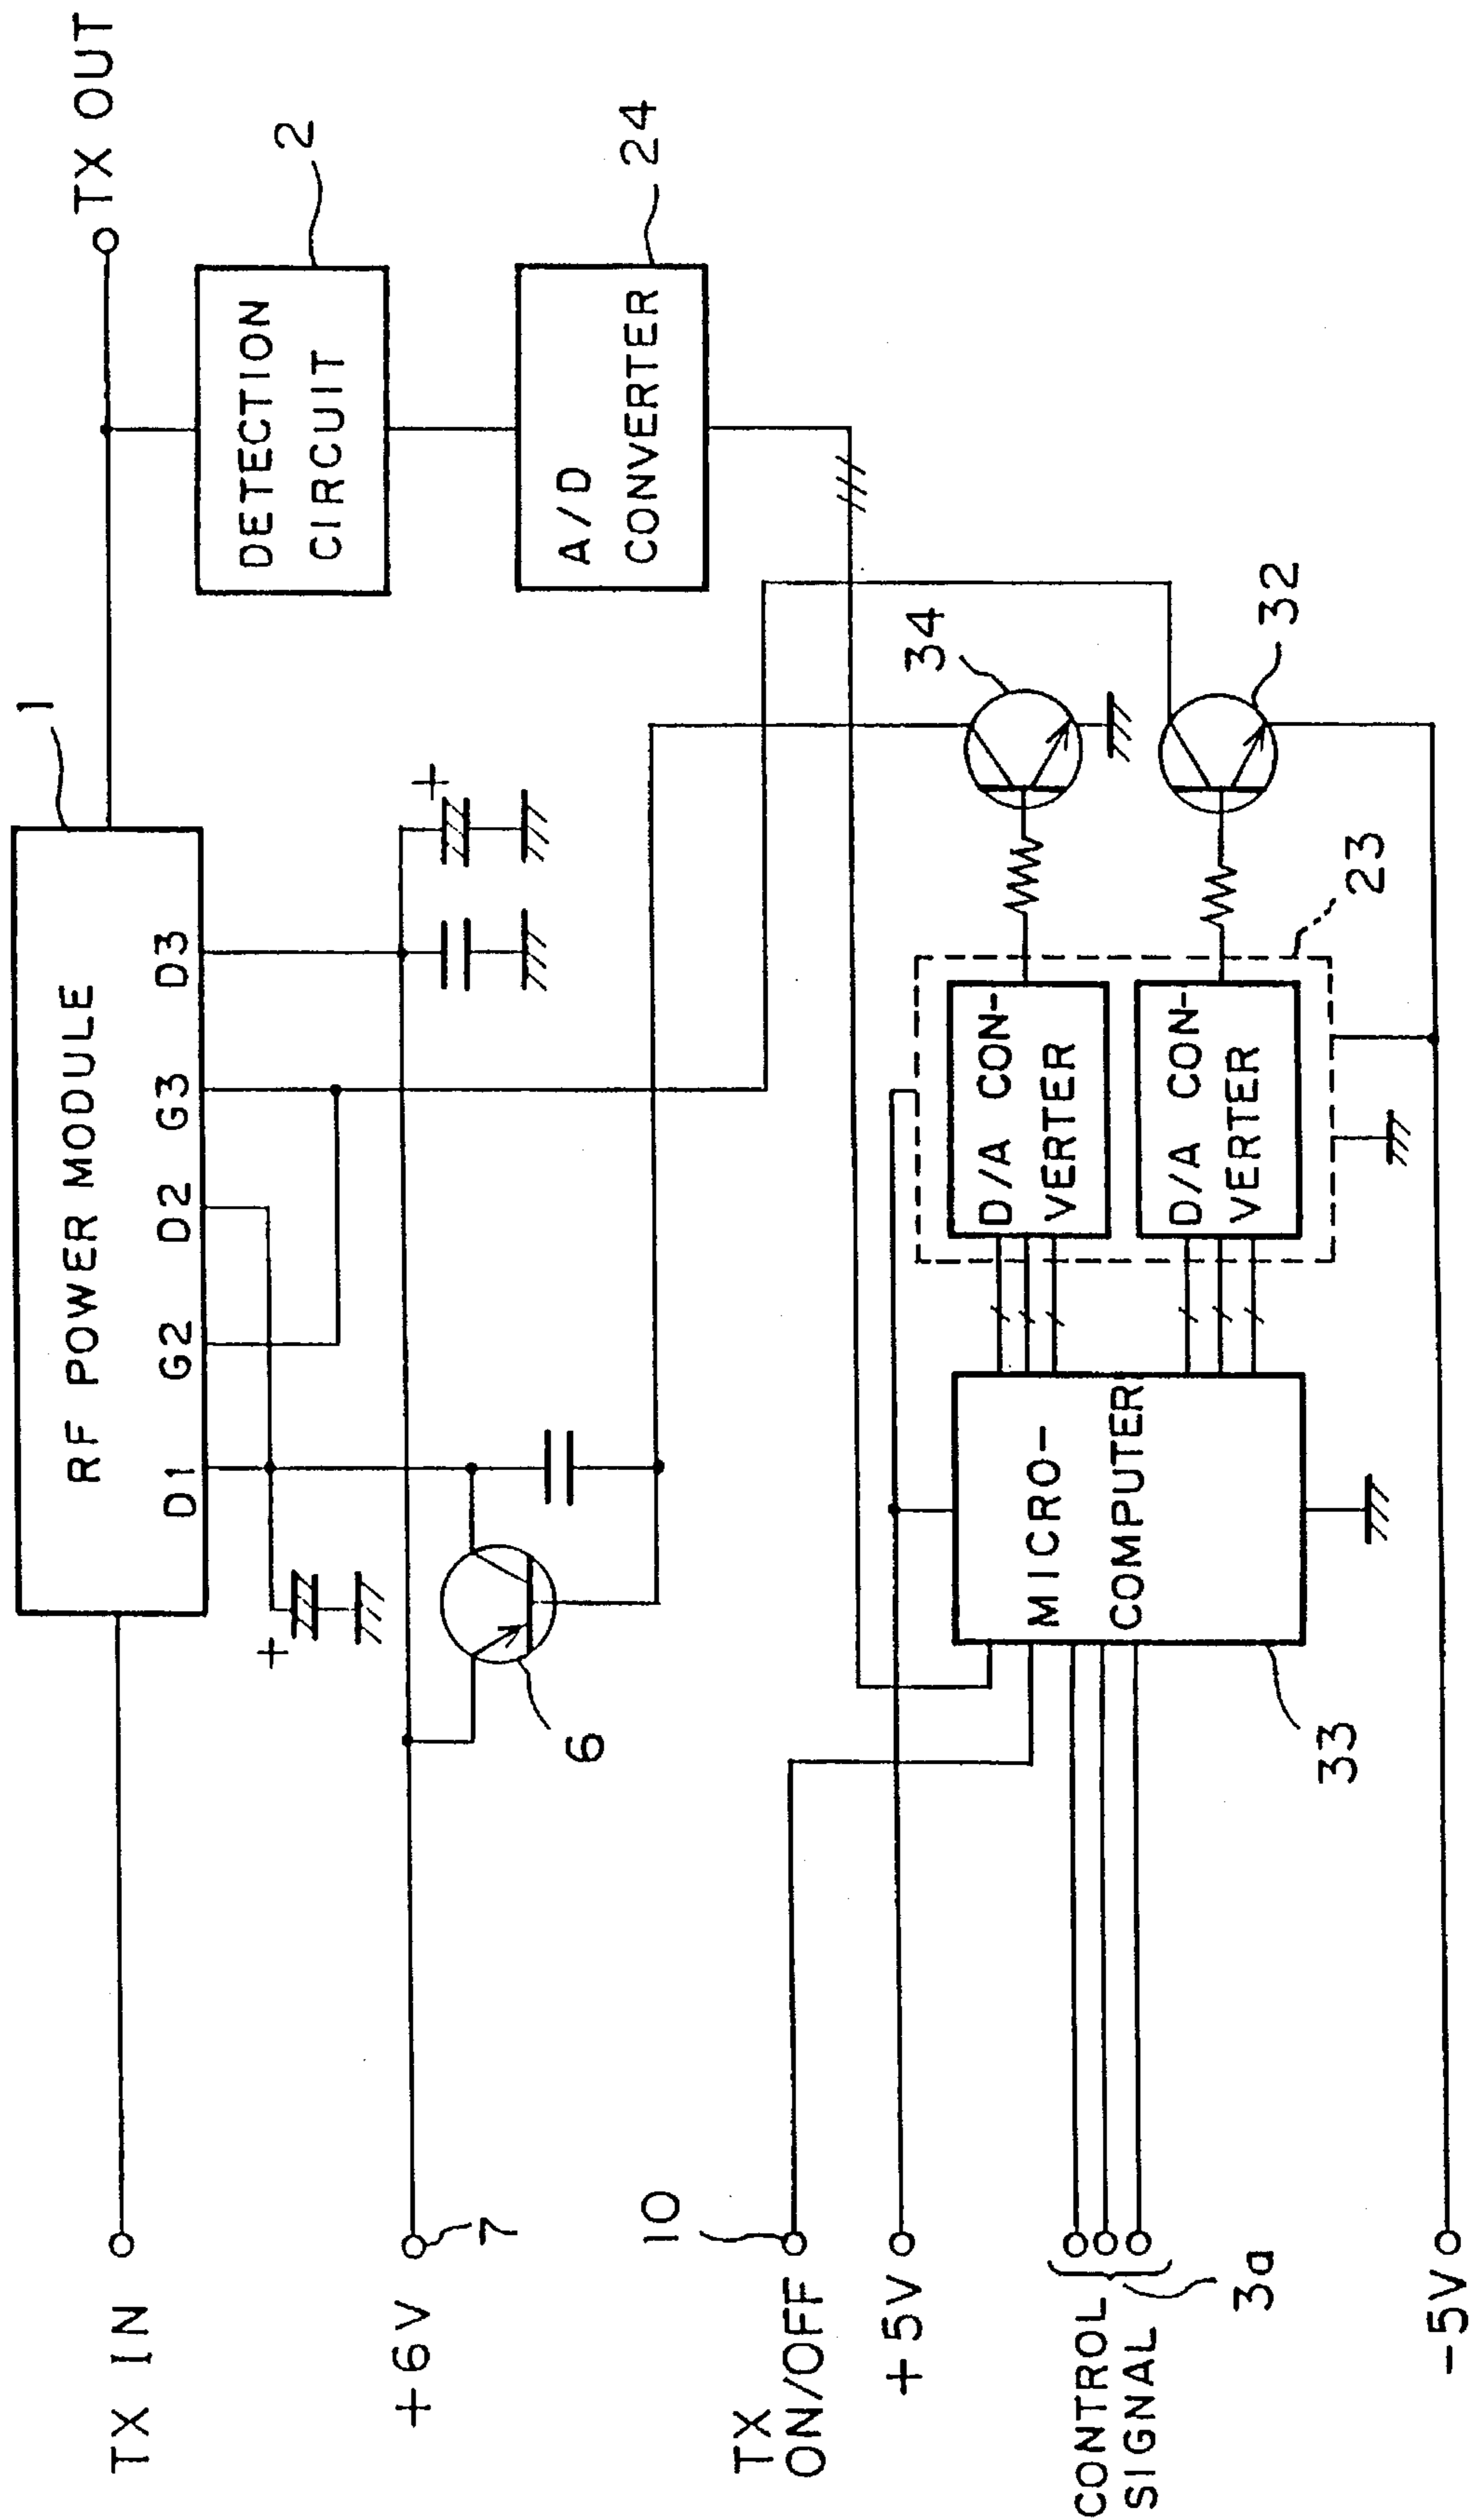 1
TX OUT
RF POWER MODULE
D1 G2 D2 G3 D3
TX IN
DETECTION
CIRCUIT
2
+
+
+6V
7
6
A/D
CONVERTER
24
10
TX
ON/OFF
+5V
34
MICRO-
COMPUTER
33
D/A CON-
VERTER
D/A CON-
VERTER
32
23
CONTROL
SIGNAL
3a
-5V